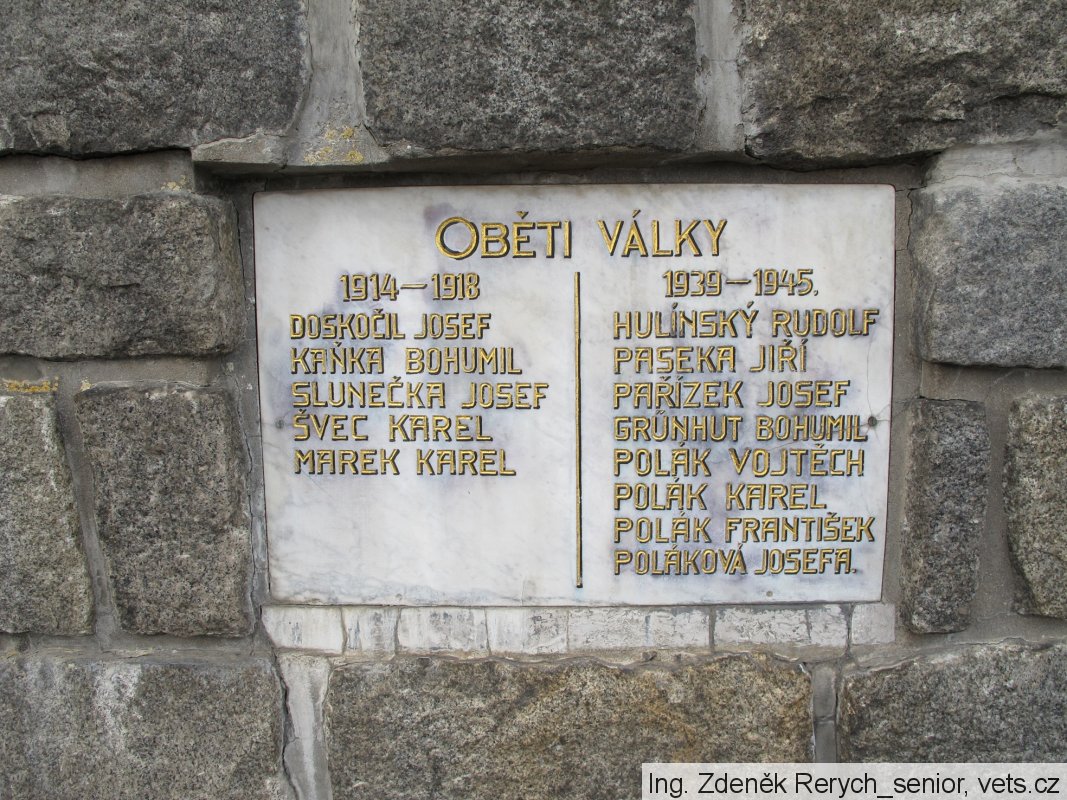 OBĚTI VÁLKY
1914–1918
DOSKOČIL JOSEF
KAŇKA BOHUMIL
SLUNEČKA JOSEF
ŠVEC KAREL
MAREK KAREL
1939–1945.
HULÍNSKÝ RUDOLF
PASEKA JIŘÍ
PAŘÍZEK JOSEF
GRŰNHUT BOHUMIL
POLÁK VOJTĚCH
POLÁK KAREL
POLÁK FRANTIŠEK
POLÁKOVÁ JOSEFA.
Ing. Zdeněk Rerych_senior, vets.cz